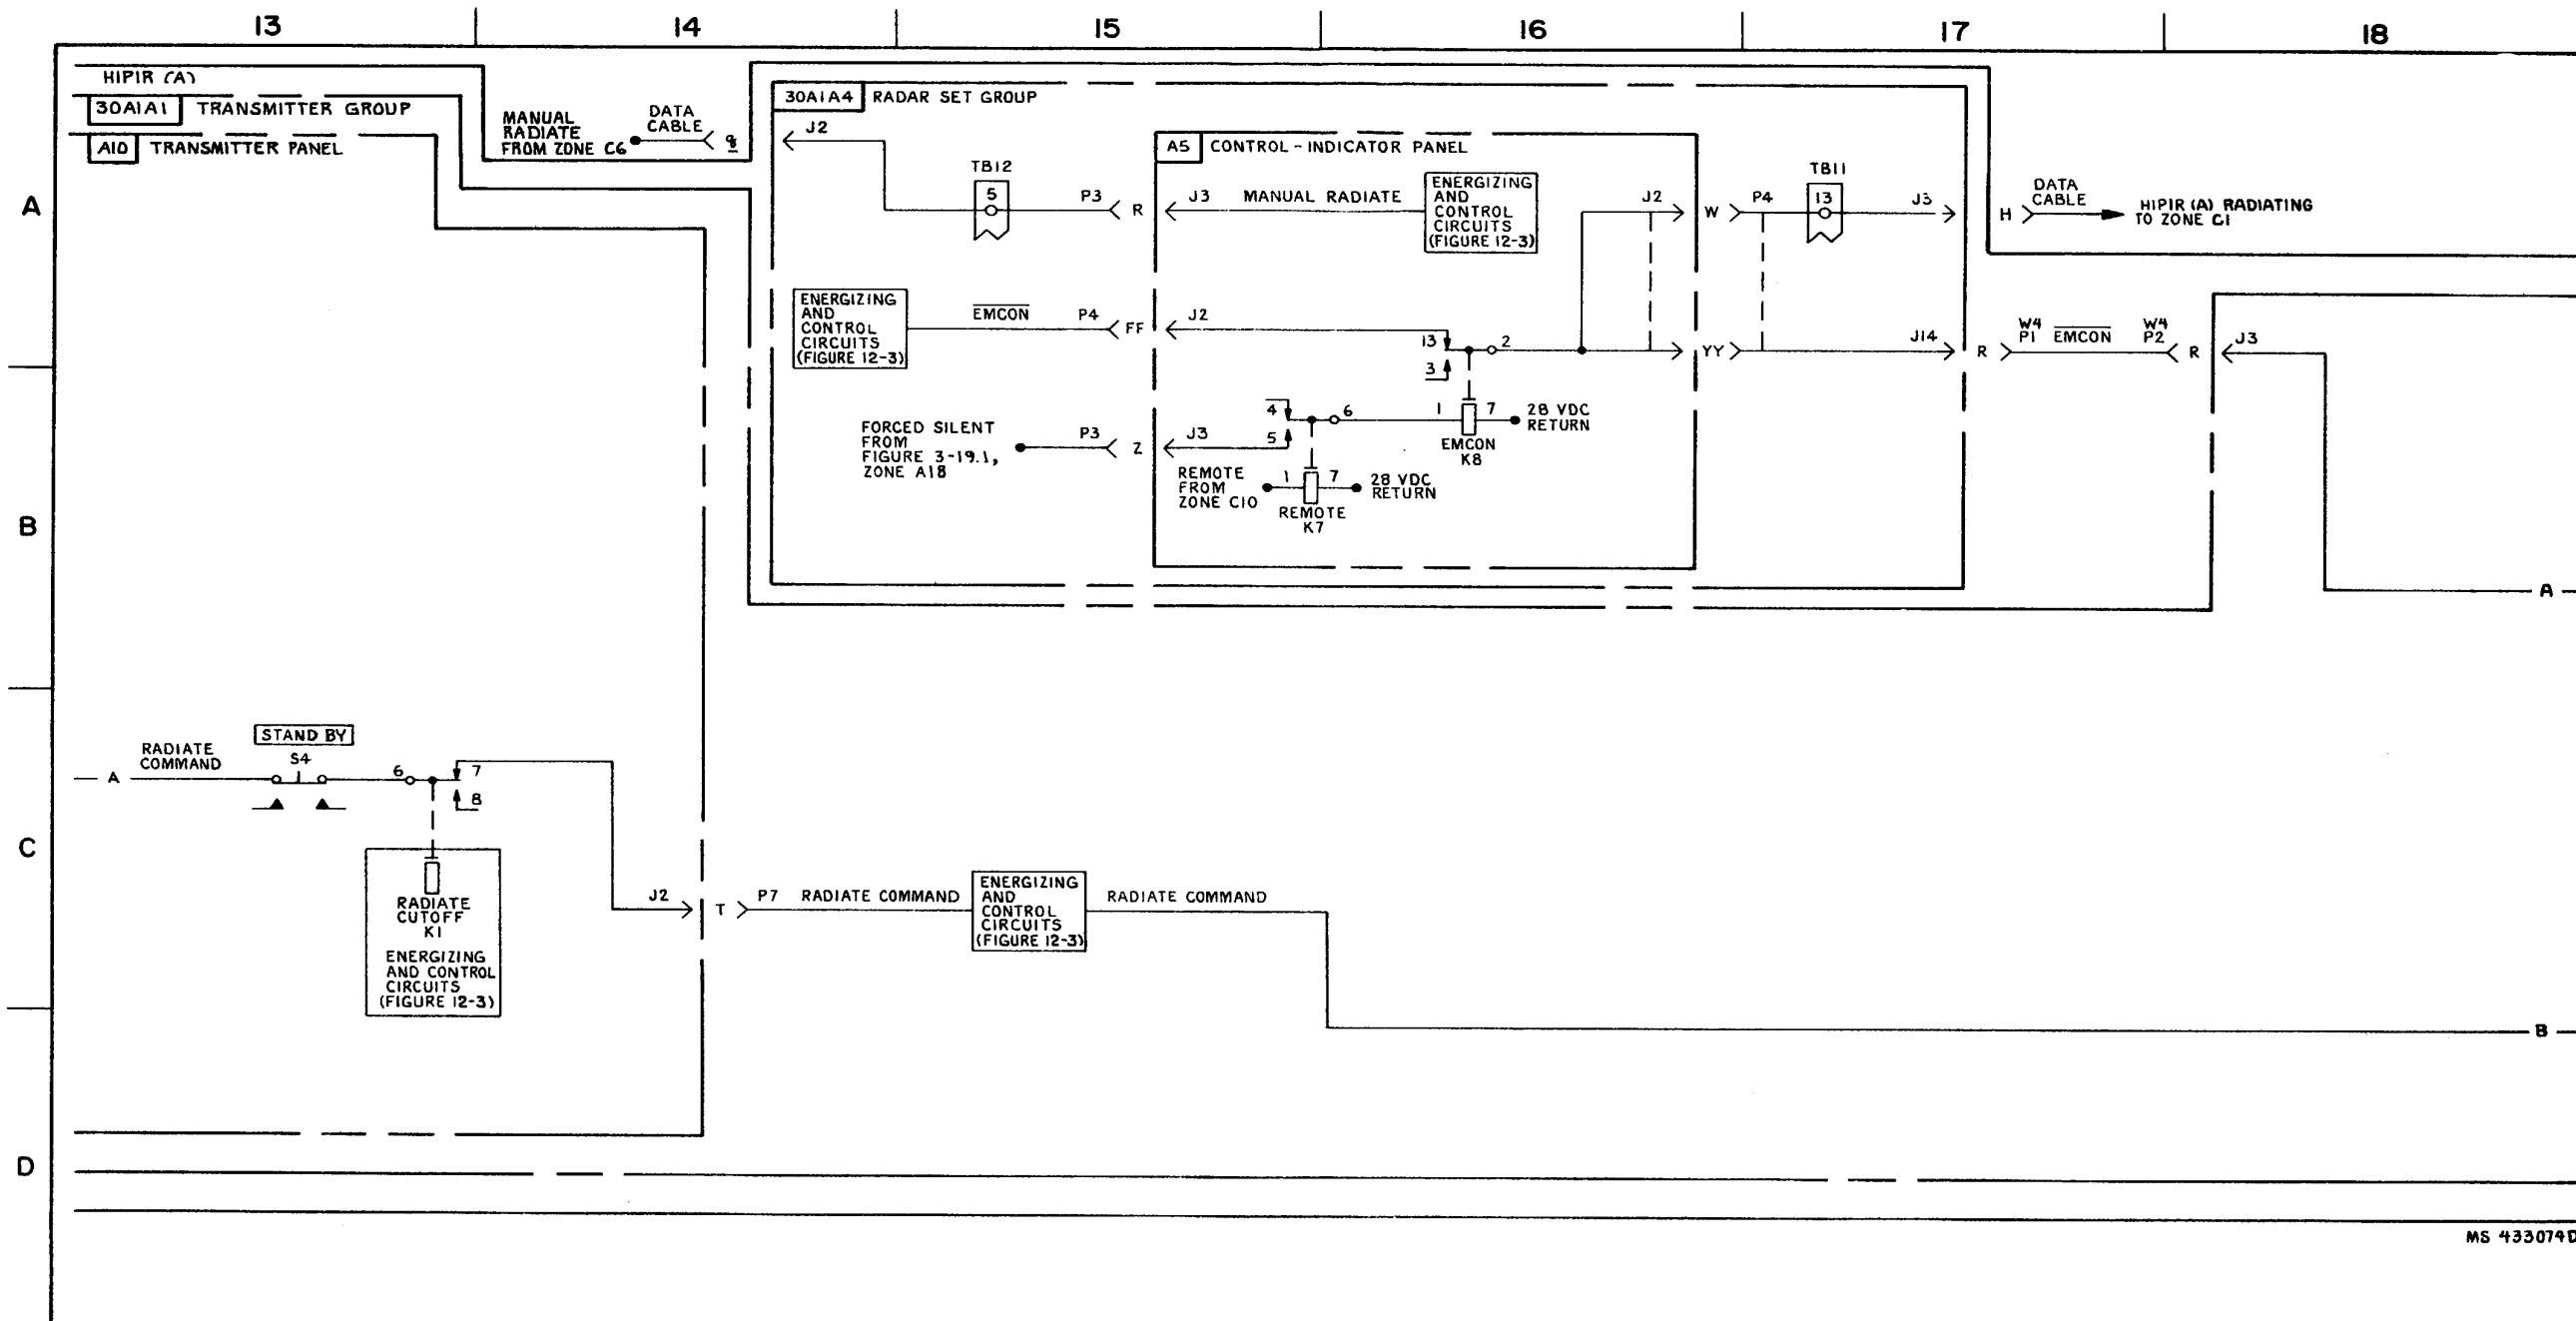 13 14 15 16 17 18
HIPIR (A)
30A1A1 TRANSMITTER GROUP
A10 TRANSMITTER PANEL
MANUAL
RADIATE
FROM ZONE C6
DATA
CABLE
q
30A1A4 RADAR SET GROUP
J2
A5 CONTROL-INDICATOR PANEL
A
TB12
5
P3 R J3 MANUAL RADIATE
ENERGIZING
AND
CONTROL
CIRCUITS
(FIGURE 12-3)
J2 W P4
TB11
13
J3
H
DATA
CABLE
HIPIR (A) RADIATING
TO ZONE C1
ENERGIZING
AND
CONTROL
CIRCUITS
(FIGURE 12-3)
EMCON P4 FF J2
13 2
3
YY J14 R
W4
P1
EMCON
W4
P2
R J3
B
FORCED SILENT
FROM
FIGURE 3-19.1,
ZONE A18
P3 Z J3
4 6
5
1 7
28 VDC
RETURN
EMCON
K8
REMOTE
FROM
ZONE C10
1 7
28 VDC
RETURN
REMOTE
K7
A
C
A
RADIATE
COMMAND
STAND BY
S4
6 7
8
RADIATE
CUTOFF
K1
ENERGIZING
AND CONTROL
CIRCUITS
(FIGURE 12-3)
J2 T P7 RADIATE COMMAND
ENERGIZING
AND
CONTROL
CIRCUITS
(FIGURE 12-3)
RADIATE COMMAND
B
D
MS 433074D